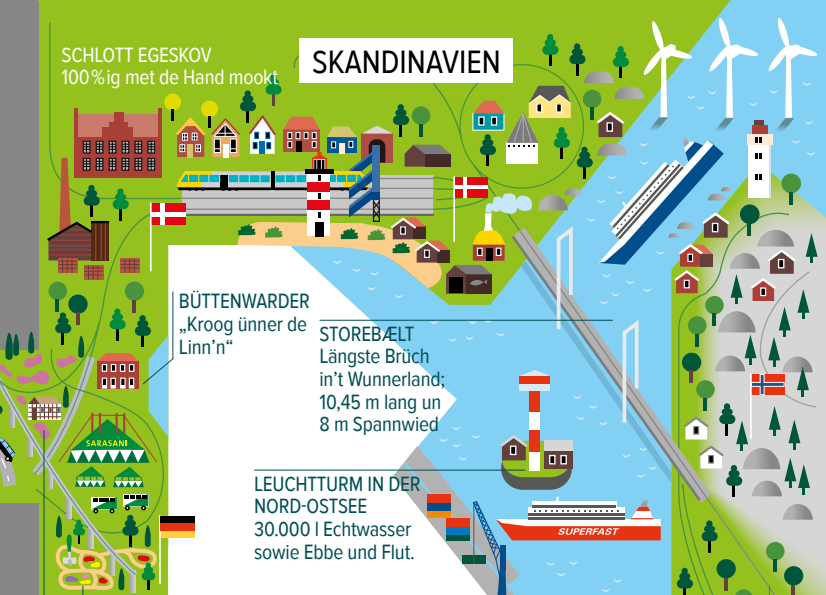 SCHLOTT EGESKOV
100%ig met de Hand mookt
SKANDINAVIEN
BÜTTENWARDER
„Kroog ünner de
Linn’n“
STOREBÆLT
Längste Brüch
in’t Wunnerland;
10,45 m lang un
8 m Spannwied
SARASANI
LEUCHTTURM IN DER
NORD-OSTSEE
30.000 l Echtwasser
sowie Ebbe und Flut.
SUPERFAST